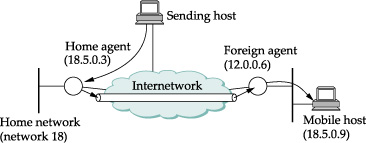 Sending host
Home agent
(18.5.0.3)
Foreign agent
(12.0.0.6)
Internetwork
Home network
(network 18)
Mobile host
(18.5.0.9)